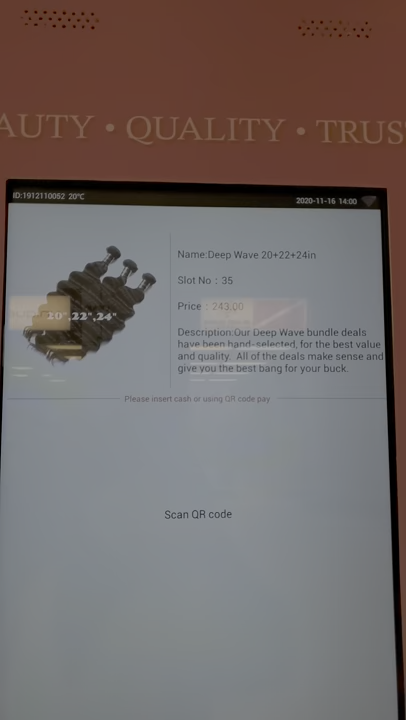 AUTY • QUALITY • TRUS
ID:1912110052 20℃
2020-11-16 14:00
Name:Deep Wave 20+22+24in
Slot No : 35
Price : 243.00
20",22",24"
Description:Our Deep Wave bundle deals
have been hand-selected, for the best value
and quality. All of the deals make sense and
give you the best bang for your buck.
Please insert cash or using QR code pay
Scan QR code